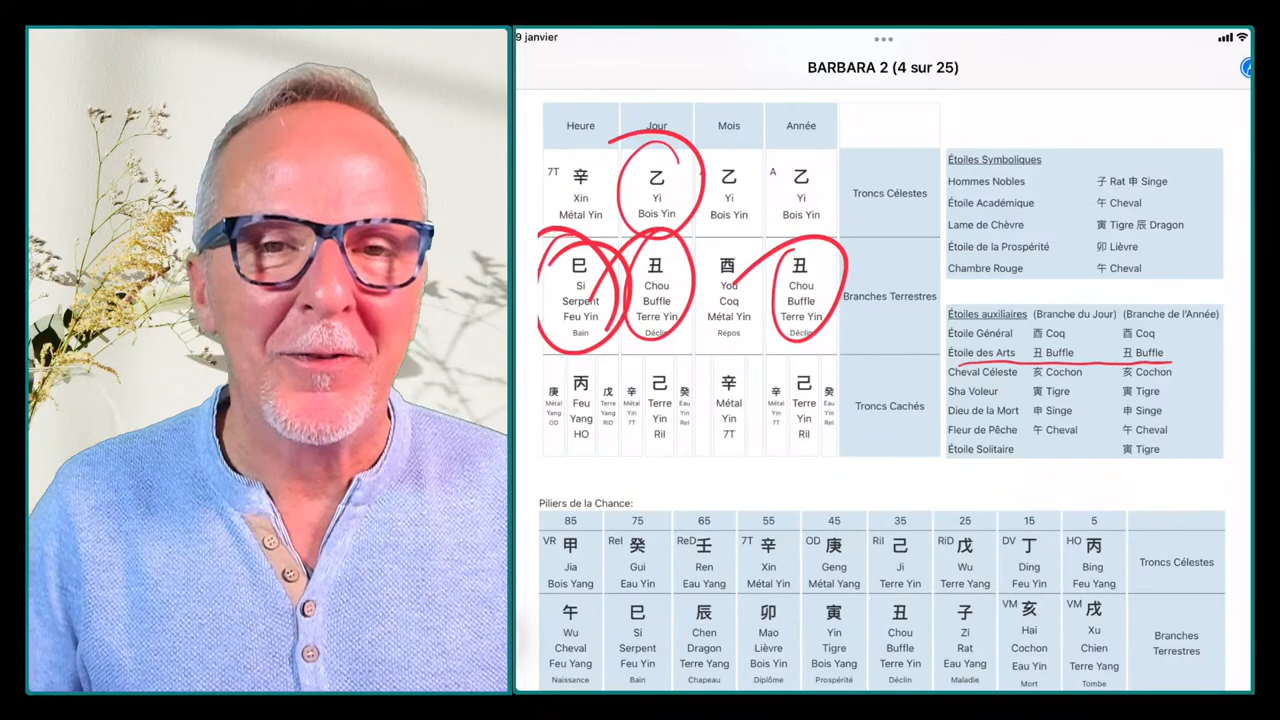 9 janvier
BARBARA 2 (4 sur 25)
Heure Jour Mois Année
7T 辛 乙 乙 A 乙
Xin Yi Yi Yi Troncs Célestes
Métal Yin Bois Yin Bois Yin Bois Yin
巳 丑 酉 丑
Si Chou You Chou
Serpent Buffle Coq Buffle Branches Terrestres
Feu Yin Terre Yin Métal Yin Terre Yin
Bain Déclin Repos Déclin
庚 丙 戊 辛 己 癸 辛 辛 己 癸
Métal Feu Terre Métal Terre Eau Métal Métal Terre Eau
Yang Yang Yang Yin Yin Yin Yin Yin Yin Yin Troncs Cachés
OD HO RiD 7T RiI Rel 7T 7T RiI Rel
Étoiles Symboliques
Hommes Nobles 子 Rat 申 Singe
Étoile Académique 午 Cheval
Lame de Chèvre 寅 Tigre 辰 Dragon
Étoile de la Prospérité 卯 Lièvre
Chambre Rouge 午 Cheval
Étoiles auxiliaires (Branche du Jour) (Branche de l'Année)
Étoile Général 酉 Coq 酉 Coq
Étoile des Arts 丑 Buffle 丑 Buffle
Cheval Céleste 亥 Cochon 亥 Cochon
Sha Voleur 寅 Tigre 寅 Tigre
Dieu de la Mort 申 Singe 申 Singe
Fleur de Pêche 午 Cheval 午 Cheval
Étoile Solitaire 寅 Tigre
Piliers de la Chance:
85 75 65 55 45 35 25 15 5
VR 甲 Rel 癸 ReD 壬 7T 辛 OD 庚 RiI 己 RiD 戊 DV 丁 HO 丙
Jia Gui Ren Xin Geng Ji Wu Ding Bing Troncs Célestes
Bois Yang Eau Yin Eau Yang Métal Yin Métal Yang Terre Yin Terre Yang Feu Yin Feu Yang
午 巳 辰 卯 寅 丑 子 VM 亥 VM 戌
Wu Si Chen Mao Yin Chou Zi Hai Xu
Cheval Serpent Dragon Lièvre Tigre Buffle Rat Cochon Chien Branches Terrestres
Feu Yang Feu Yin Terre Yang Bois Yin Bois Yang Terre Yin Eau Yang Eau Yin Terre Yang
Naissance Bain Chapeau Diplôme Prospérité Déclin Maladie Mort Tombe